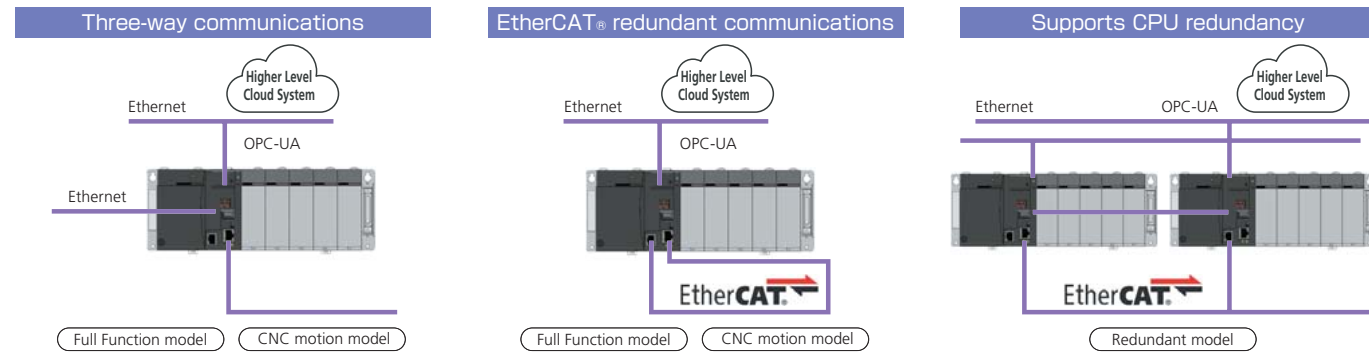 Three-way communications
Higher Level
Cloud System
Ethernet
OPC-UA
Ethernet
Full Function model
CNC motion model
EtherCAT® redundant communications
Higher Level
Cloud System
Ethernet
OPC-UA
EtherCAT®
Full Function model
CNC motion model
Supports CPU redundancy
Higher Level
Cloud System
Ethernet
OPC-UA
EtherCAT®
Redundant model